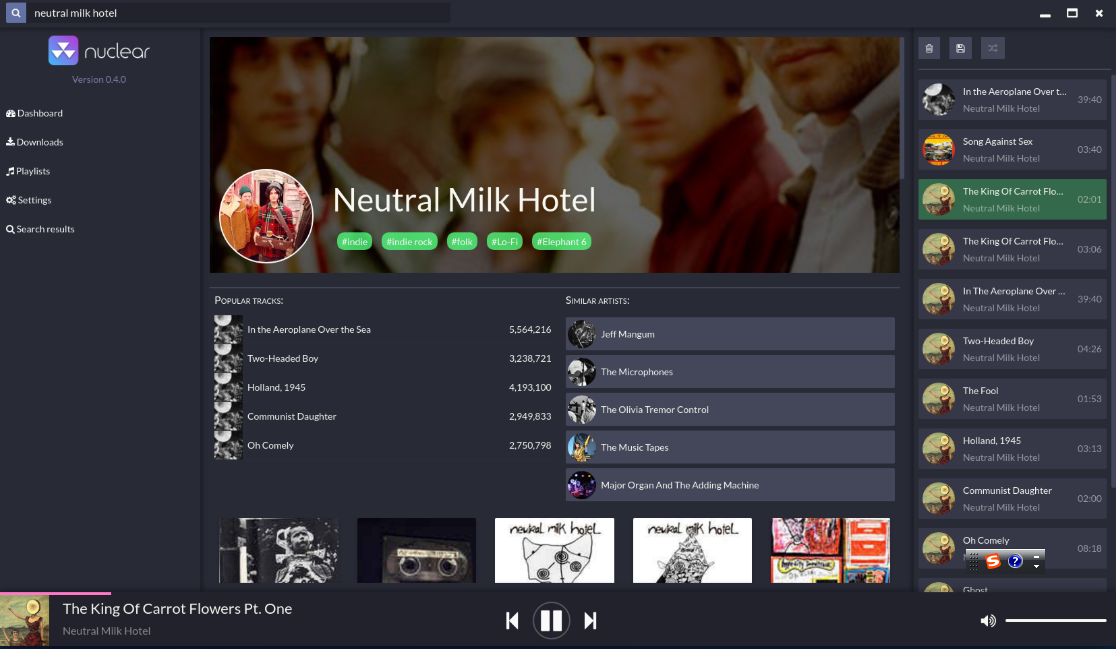 neutral milk hotel
nuclear
Version 0.4.0
Dashboard
Downloads
Playlists
Settings
Search results
Neutral Milk Hotel
#indie #indie rock #folk #Lo-Fi #Elephant 6
Popular tracks:
In the Aeroplane Over the Sea 5,564,216
Two-Headed Boy 3,238,721
Holland, 1945 4,193,100
Communist Daughter 2,949,833
Oh Comely 2,750,798
Similar artists:
Jeff Mangum
The Microphones
The Olivia Tremor Control
The Music Tapes
Major Organ And The Adding Machine
neutral milk hotel
neutral milk hotel
In the Aeroplane Over t... 39:40
Neutral Milk Hotel
Song Against Sex 03:40
Neutral Milk Hotel
The King Of Carrot Flo... 02:01
Neutral Milk Hotel
The King Of Carrot Flo... 03:06
Neutral Milk Hotel
In The Aeroplane Over ... 39:40
Neutral Milk Hotel
Two-Headed Boy 04:26
Neutral Milk Hotel
The Fool 01:53
Neutral Milk Hotel
Holland, 1945 03:13
Neutral Milk Hotel
Communist Daughter 02:00
Neutral Milk Hotel
Oh Comely 08:18
Ghost
The King Of Carrot Flowers Pt. One
Neutral Milk Hotel